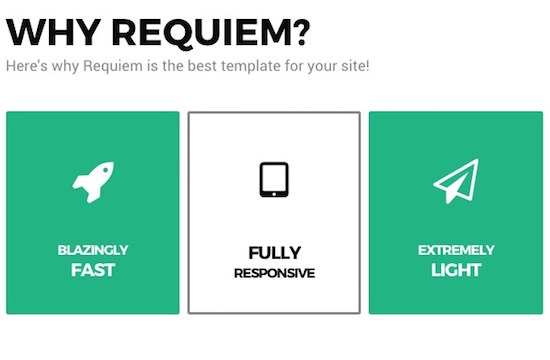 WHY REQUIEM?
Here's why Requiem is the best template for your site!
BLAZINGLY
FAST
FULLY
RESPONSIVE
EXTREMELY
LIGHT